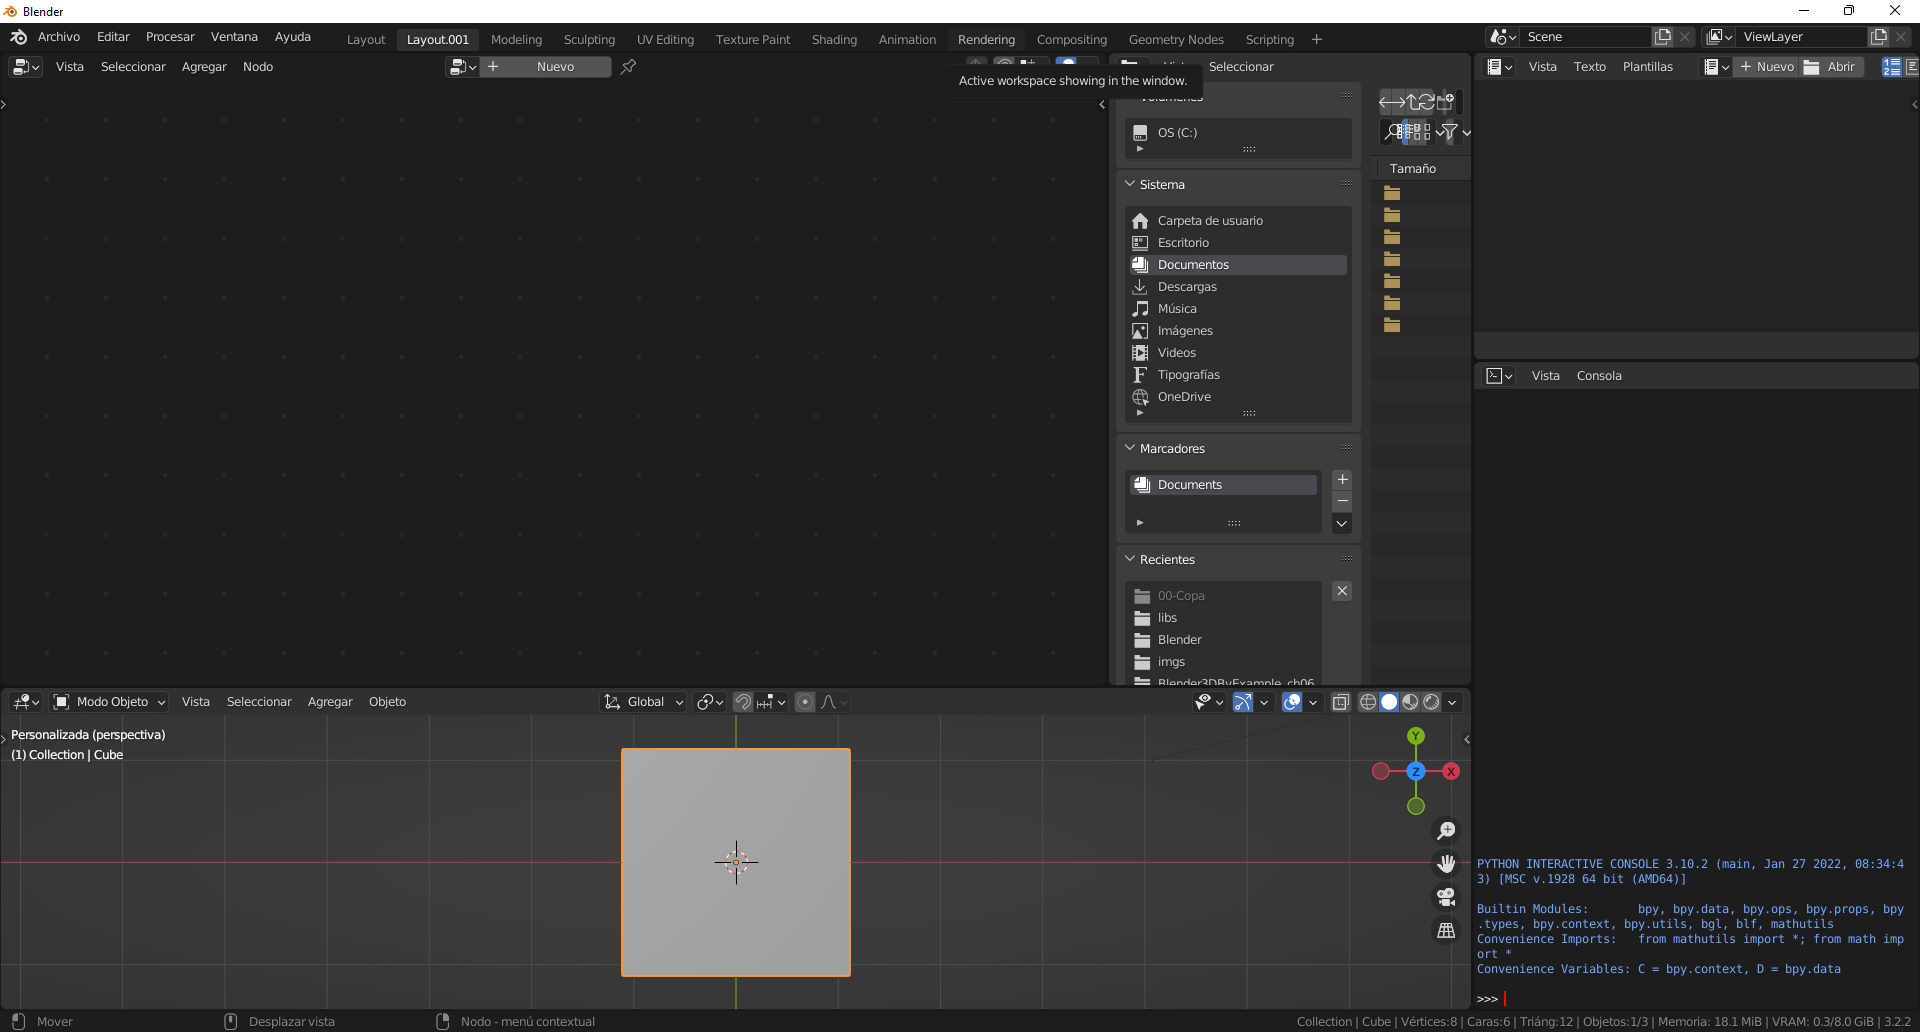 Blender
Archivo Editar Procesar Ventana Ayuda Layout Layout.001 Modeling Sculpting UV Editing Texture Paint Shading Animation Rendering Compositing Geometry Nodes Scripting + Scene ViewLayer
Vista Seleccionar Agregar Nodo + Nuevo Seleccionar Vista Texto Plantillas + Nuevo Abrir
Active workspace showing in the window.
OS (C:)
Tamaño
Sistema
Carpeta de usuario
Escritorio
Documentos
Descargas
Música
Imágenes
Videos
Tipografías
OneDrive
Vista Consola
Marcadores
Documents
Recientes
00-Copa
libs
Blender
imgs
Blender3DByExample_ch06
Modo Objeto Vista Seleccionar Agregar Objeto Global
Personalizada (perspectiva)
(1) Collection | Cube
Y
Z X
PYTHON INTERACTIVE CONSOLE 3.10.2 (main, Jan 27 2022, 08:34:4
3) [MSC v.1928 64 bit (AMD64)]
Builtin Modules: bpy, bpy.data, bpy.ops, bpy.props, bpy
.types, bpy.context, bpy.utils, bgl, blf, mathutils
Convenience Imports: from mathutils import *; from math imp
ort *
Convenience Variables: C = bpy.context, D = bpy.data
>>>
Mover Desplazar vista Nodo - menú contextual Collection | Cube | Vértices:8 | Caras:6 | Triáng:12 | Objetos:1/3 | Memoria: 18.1 MiB | VRAM: 0.3/8.0 GiB | 3.2.2